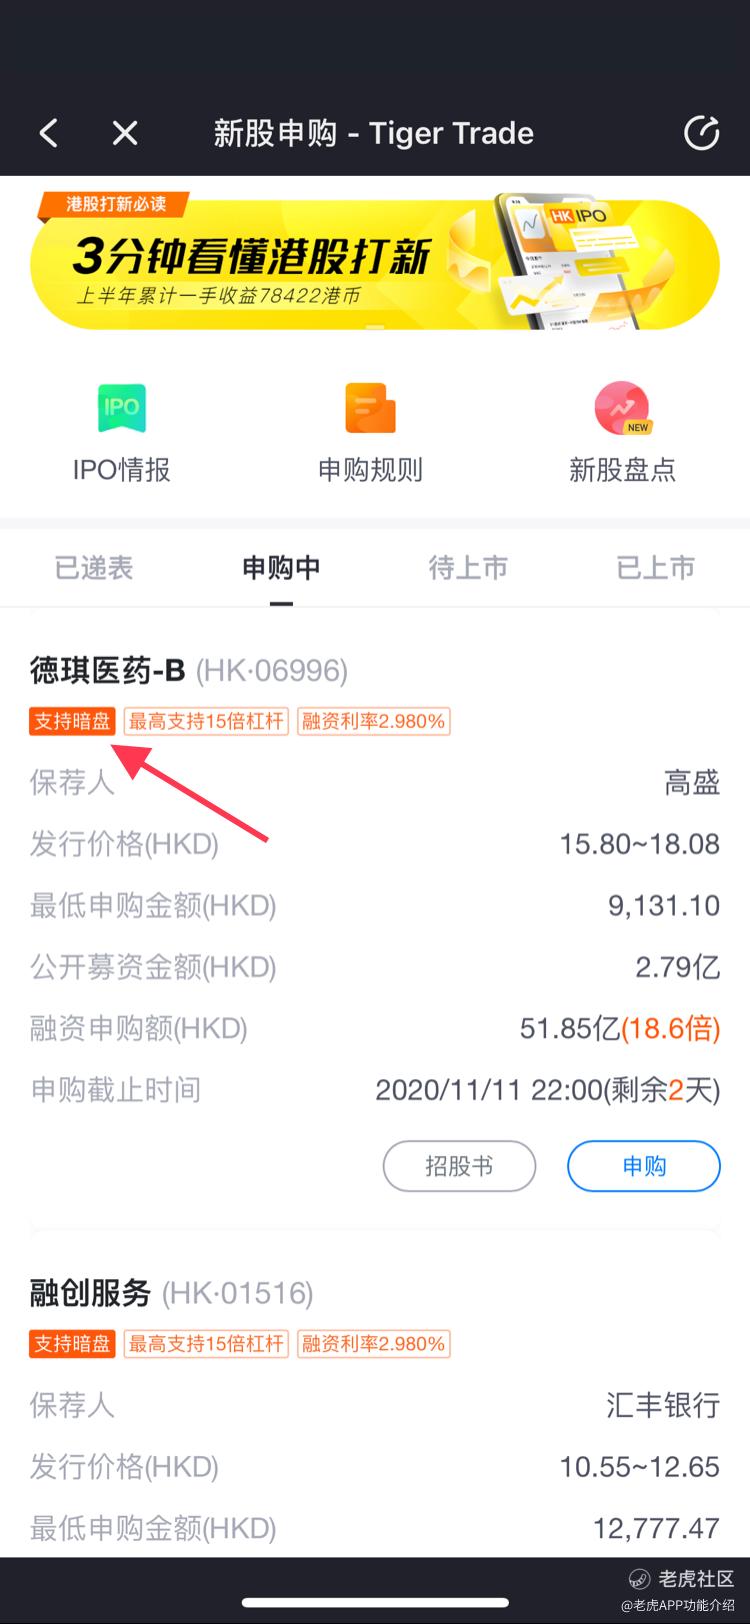 新股申购 - Tiger Trade
港股打新必读
3分钟看懂港股打新
上半年累计一手收益78422港币
HK IPO
IPO
NEW
IPO情报 申购规则 新股盘点
已递表 申购中 待上市 已上市
德琪医药-B (HK·06996)
支持暗盘 最高支持15倍杠杆 融资利率2.980%
保荐人 高盛
发行价格(HKD) 15.80~18.08
最低申购金额(HKD) 9,131.10
公开募资金额(HKD) 2.79亿
融资申购额(HKD) 51.85亿(18.6倍)
申购截止时间 2020/11/11 22:00(剩余2天)
招股书 申购
融创服务 (HK·01516)
支持暗盘 最高支持15倍杠杆 融资利率2.980%
保荐人 汇丰银行
发行价格(HKD) 10.55~12.65
最低申购金额(HKD) 12,777.47
老虎社区
@老虎APP功能介绍